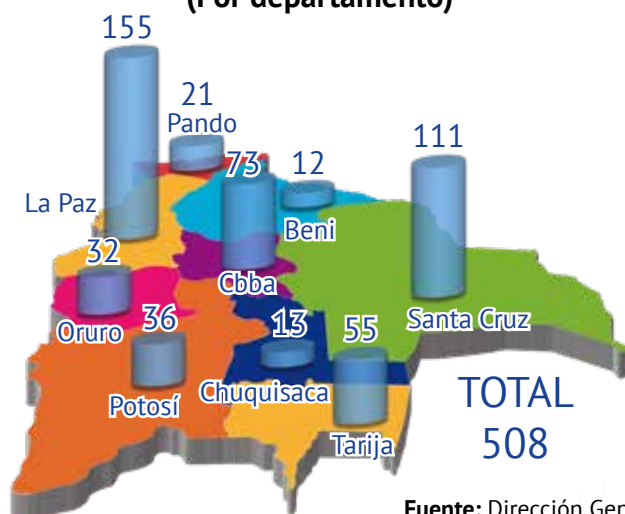 (Por departamento)
155
21
Pando
73
12
111
La Paz
Beni
32
Cbba
Oruro
36
13
55
Santa Cruz
Potosí
Chuquisaca
Tarija
TOTAL
508
Fuente: Dirección Gen